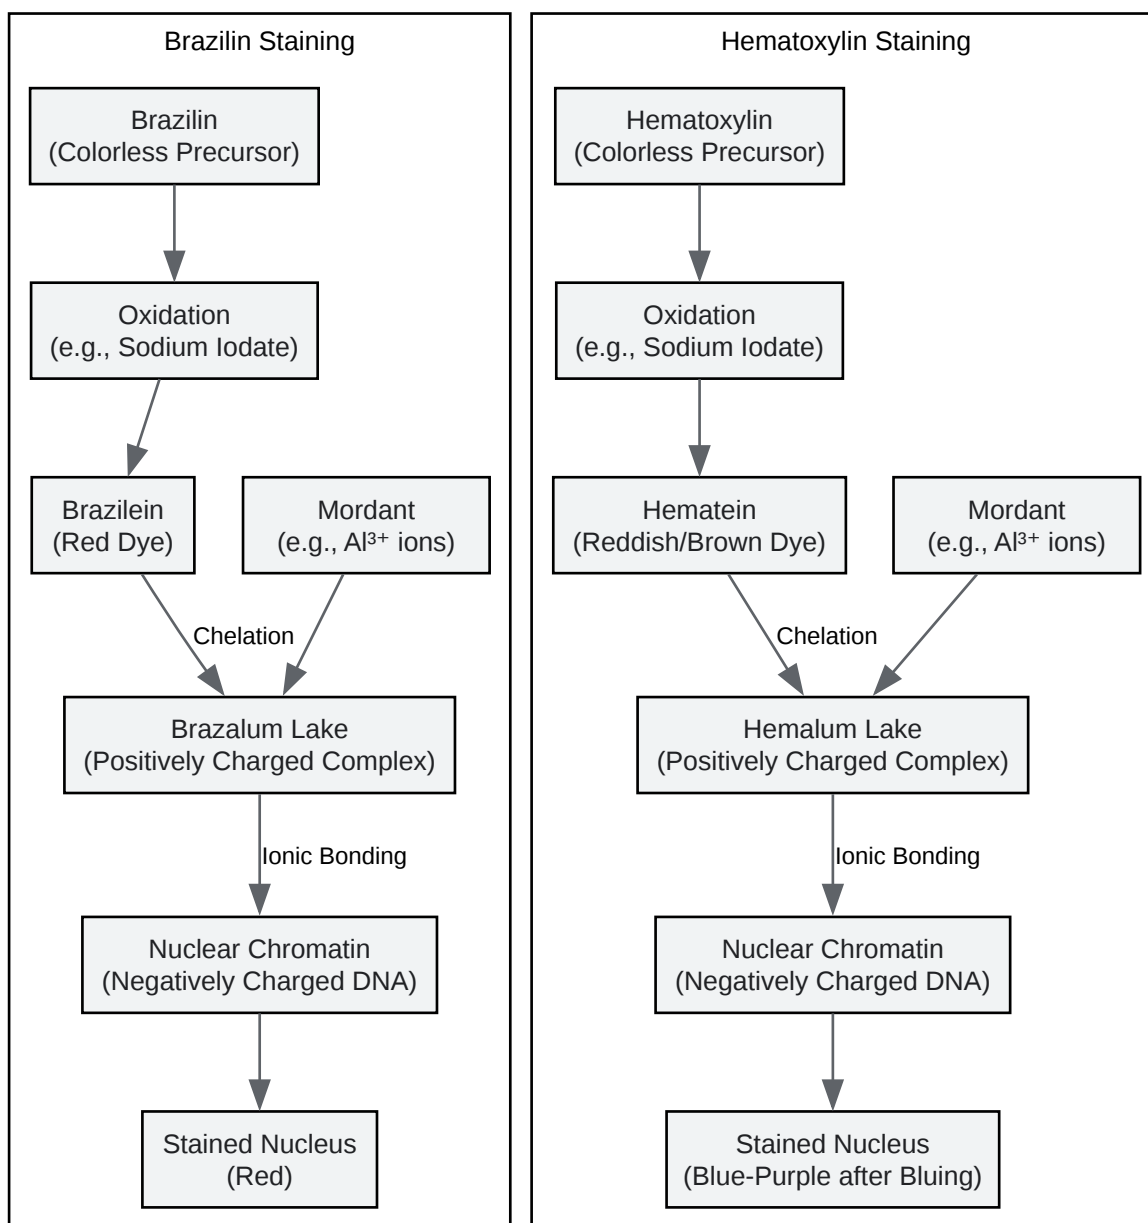 Brazilin Staining
Brazilin
(Colorless Precursor)
Oxidation
(e.g., Sodium Iodate)
Brazilein
(Red Dye)
Mordant
(e.g., Al³⁺ ions)
Chelation
Brazalum Lake
(Positively Charged Complex)
Ionic Bonding
Nuclear Chromatin
(Negatively Charged DNA)
Stained Nucleus
(Red)
Hematoxylin Staining
Hematoxylin
(Colorless Precursor)
Oxidation
(e.g., Sodium Iodate)
Hematein
(Reddish/Brown Dye)
Mordant
(e.g., Al³⁺ ions)
Chelation
Hemalum Lake
(Positively Charged Complex)
Ionic Bonding
Nuclear Chromatin
(Negatively Charged DNA)
Stained Nucleus
(Blue-Purple after Bluing)